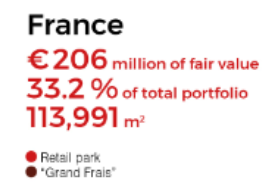 France
€206 million of fair value
33.2 % of total portfolio
113,991 m²
Retail park
"Grand Frais"